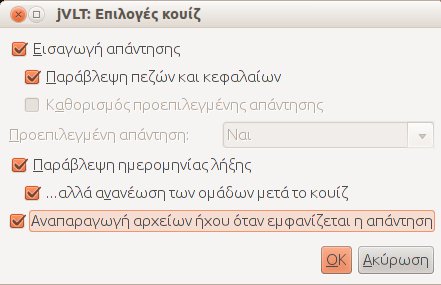 jVLT: Επιλογές κουίζ
Εισαγωγή απάντησης
Παράβλεψη πεζών και κεφαλαίων
Καθορισμός προεπιλεγμένης απάντησης
Προεπιλεγμένη απάντηση: Ναι
Παράβλεψη ημερομηνίας λήξης
...αλλά ανανέωση των ομάδων μετά το κουίζ
Αναπαραγωγή αρχείων ήχου όταν εμφανίζεται η απάντηση
OK Ακύρωση